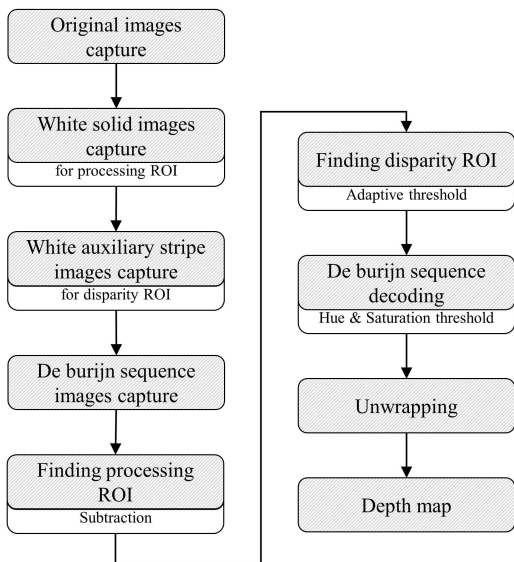 Original images
capture
White solid images
capture
for processing ROI
White auxiliary stripe
images capture
for disparity ROI
De burijn sequence
images capture
Finding processing
ROI
Subtraction
Finding disparity ROI
Adaptive threshold
De burijn sequence
decoding
Hue & Saturation threshold
Unwrapping
Depth map